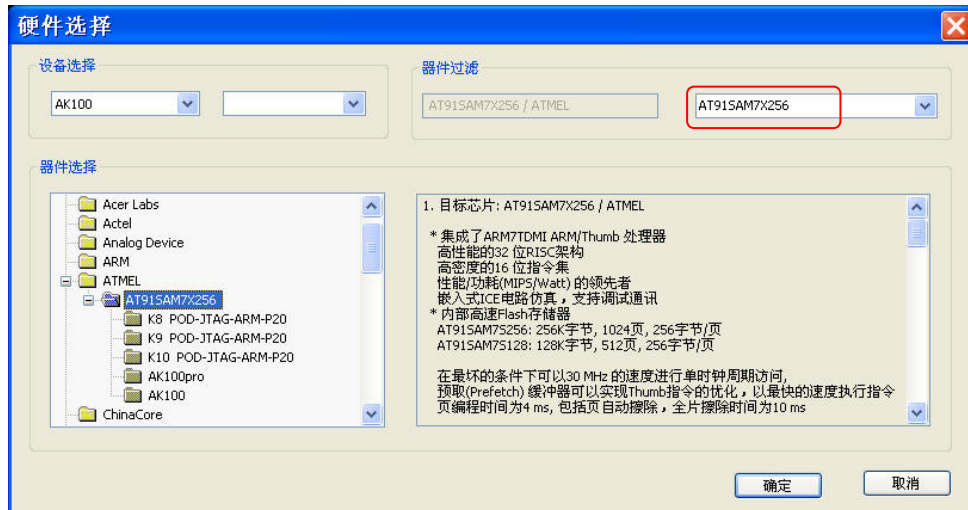 硬件选择
设备选择
器件过滤
AK100
AT91SAM7X256 / ATMEL
AT91SAM7X256
器件选择
Acer Labs
Actel
Analog Device
ARM
ATMEL
AT91SAM7X256
K8 POD-JTAG-ARM-P20
K9 POD-JTAG-ARM-P20
K10 POD-JTAG-ARM-P20
AK100pro
AK100
ChinaCore
1. 目标芯片: AT91SAM7X256 / ATMEL
* 集成了ARM7TDMI ARM/Thumb 处理器
高性能的32 位RISC架构
高密度的16 位指令集
性能/功耗(MIPS/Watt) 的领先者
嵌入式ICE电路仿真，支持调试通讯
* 内部高速Flash存储器
AT91SAM7S256: 256K字节, 1024页, 256字节/页
AT91SAM7S128: 128K字节, 512页, 256字节/页
在最坏的条件下可以30 MHz 的速度进行单时钟周期访问,
预取(Prefetch) 缓冲器可以实现Thumb指令的优化，以最快的速度执行指令
页编程时间为4 ms, 包括页自动擦除，全片擦除时间为10 ms
确定
取消